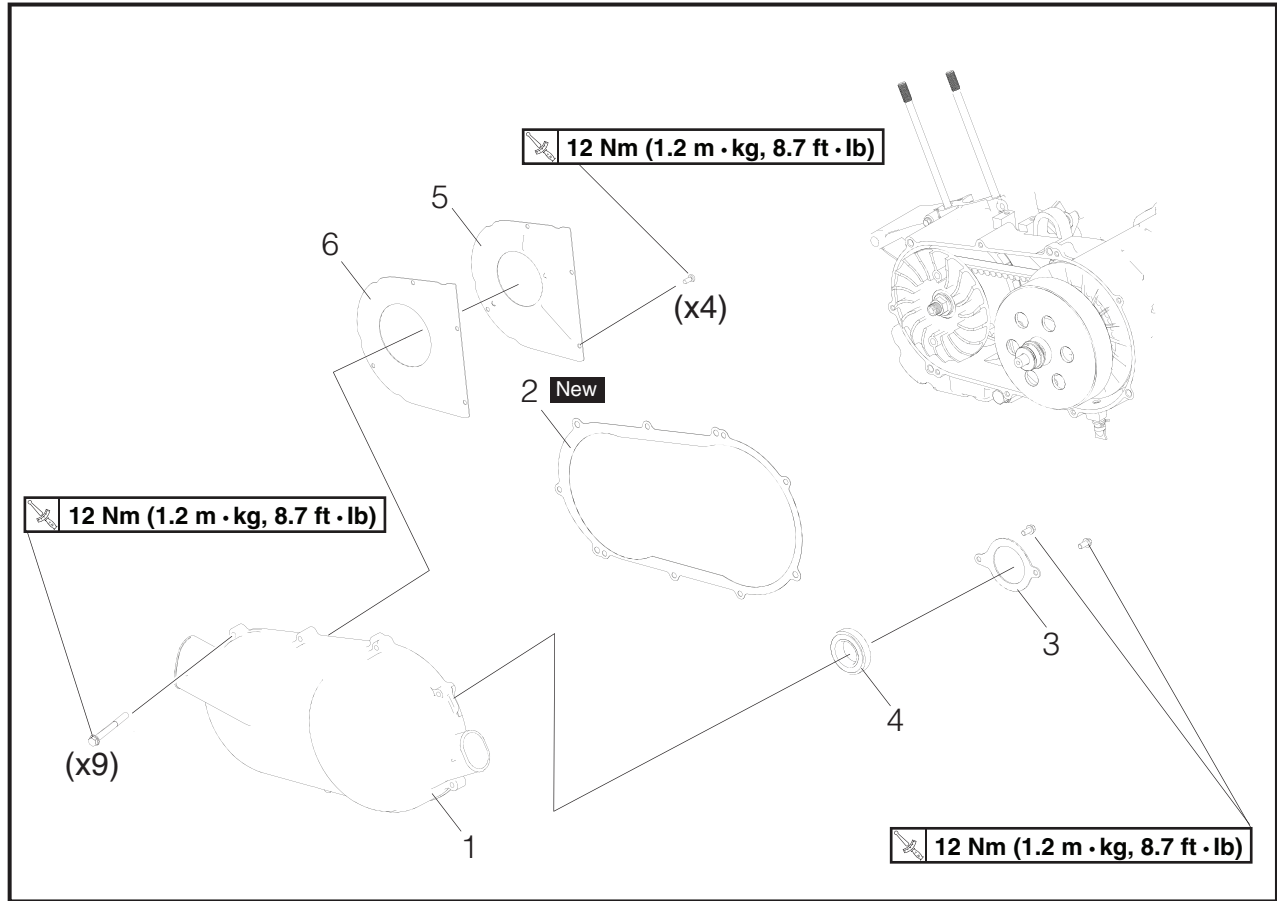 12 Nm (1.2 m · kg, 8.7 ft · lb)
5
6
(x4)
2 New
12 Nm (1.2 m · kg, 8.7 ft · lb)
3
4
(x9)
1
12 Nm (1.2 m · kg, 8.7 ft · lb)